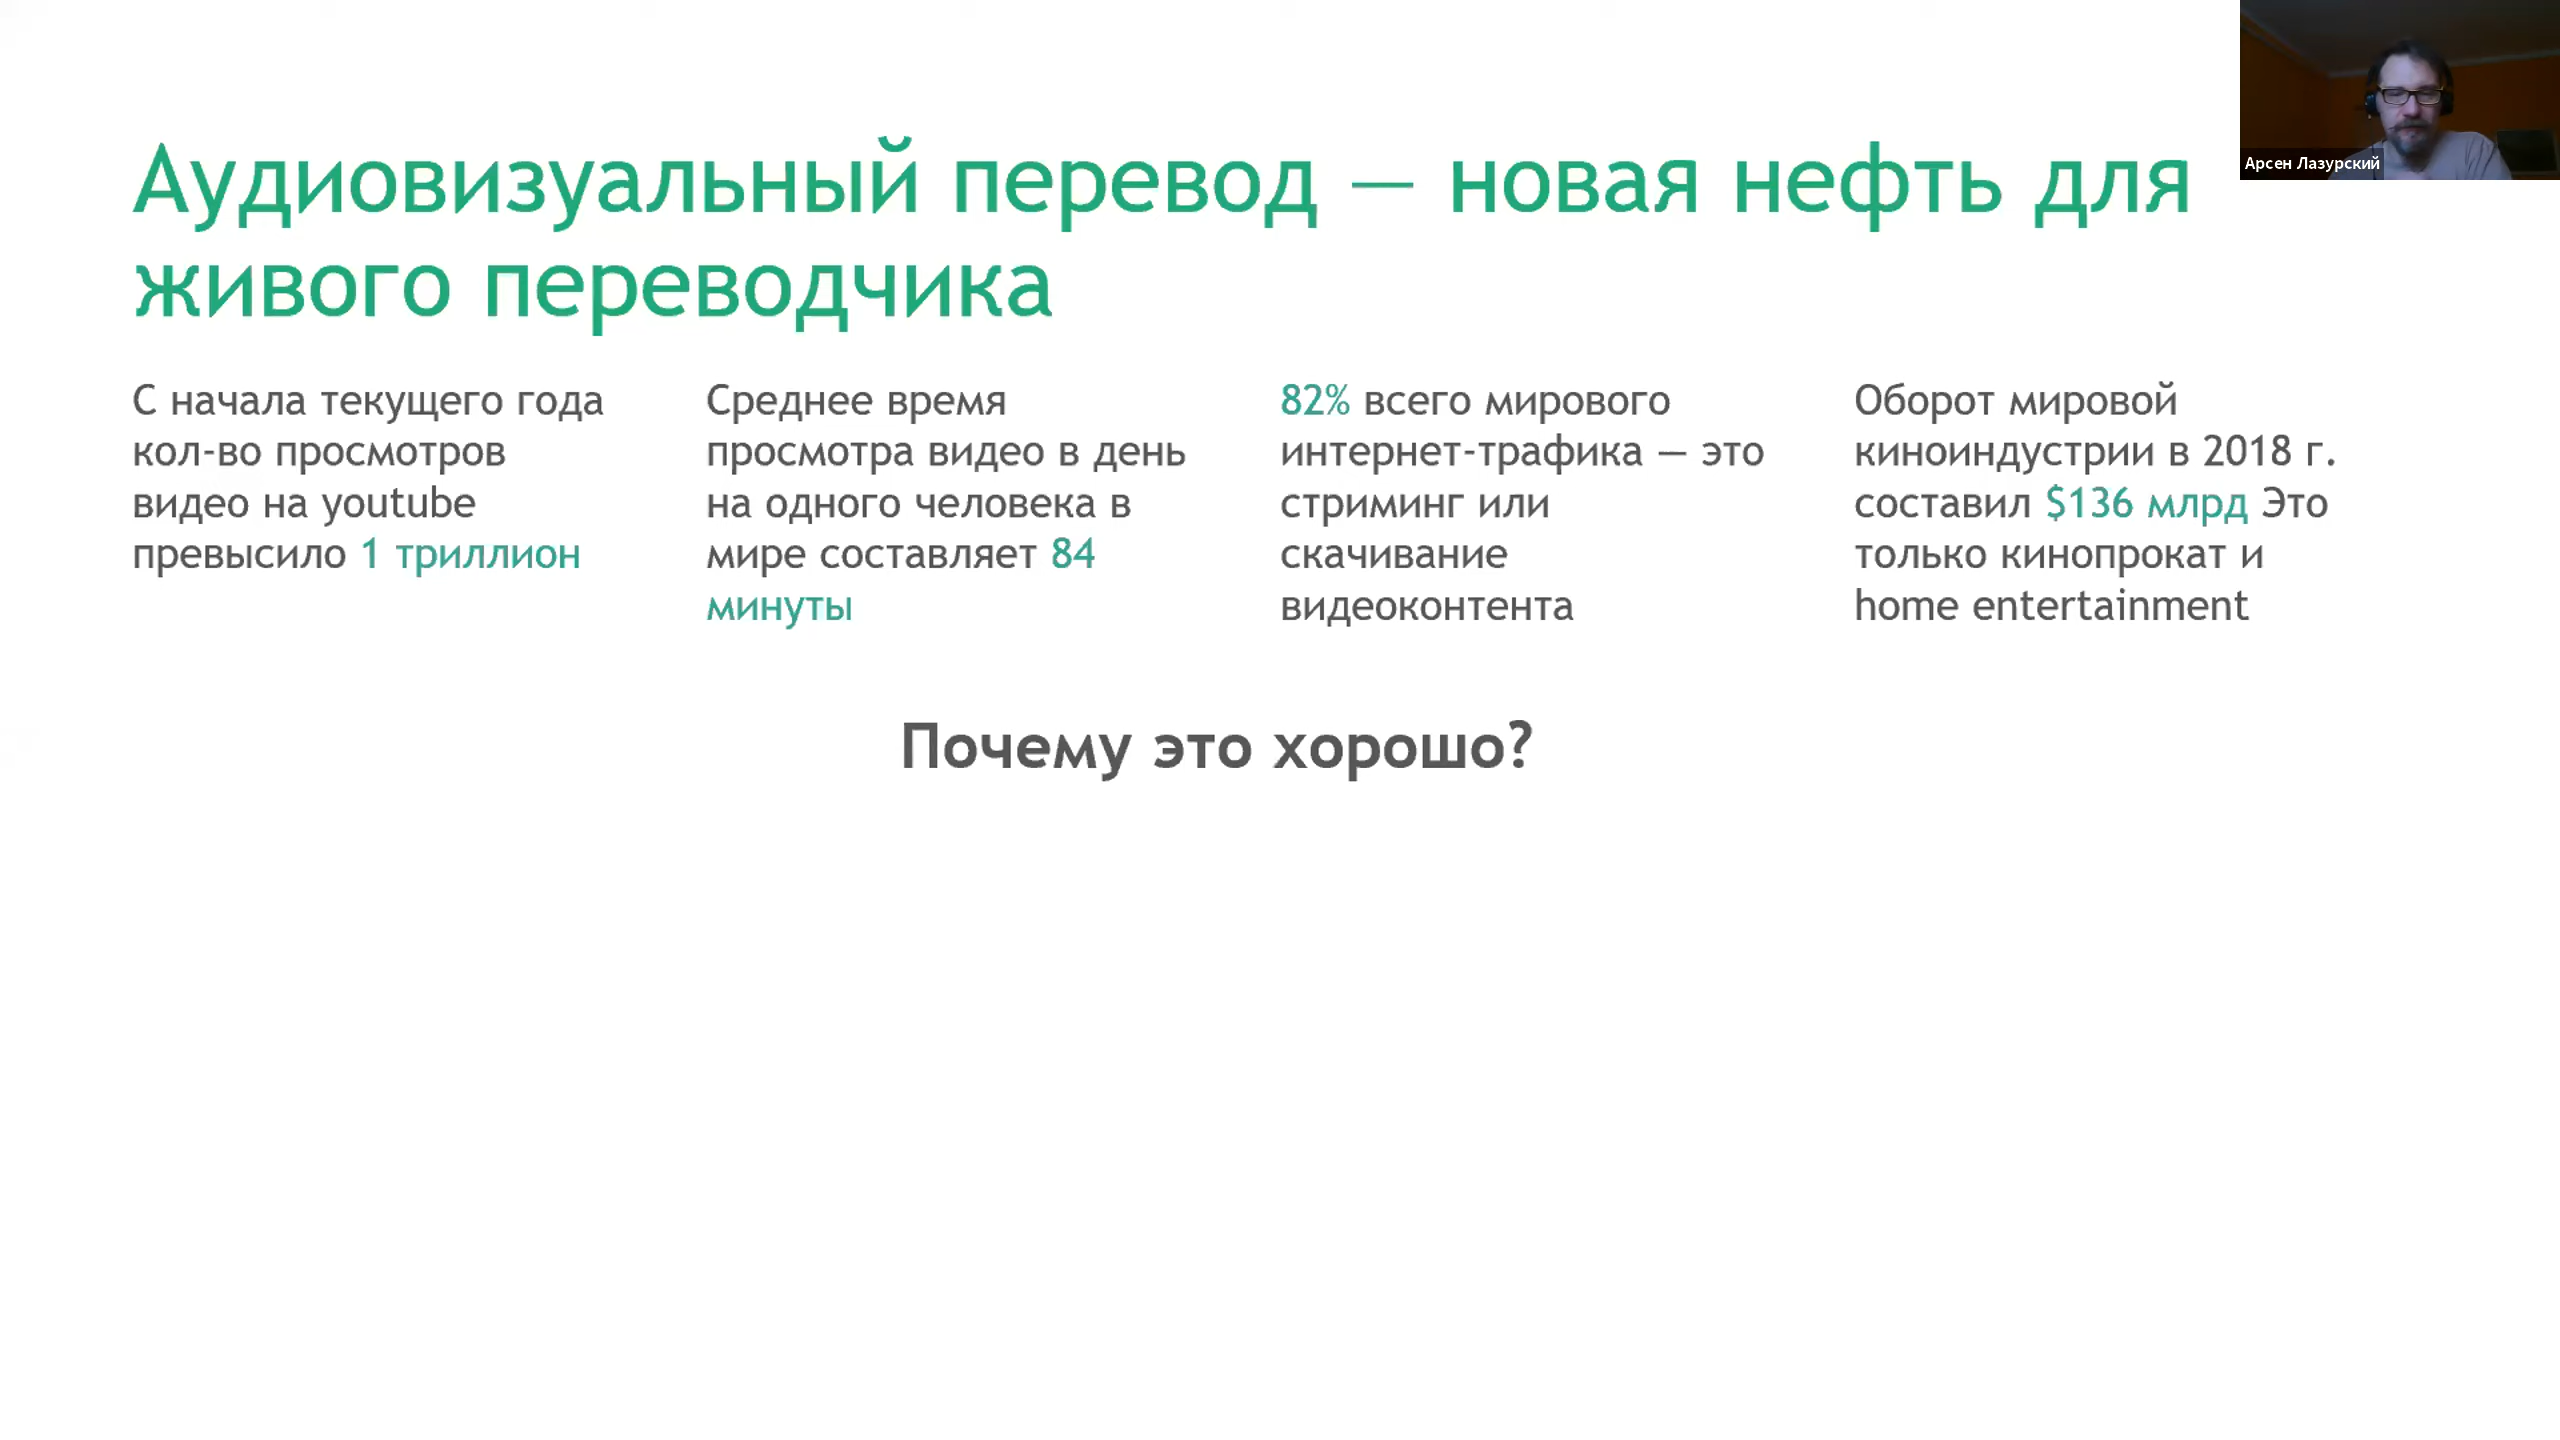 Аудиовизуальный перевод — новая нефть для
живого переводчика
Арсен Лазурский
С начала текущего года
кол-во просмотров
видео на youtube
превысило 1 триллион
Среднее время
просмотра видео в день
на одного человека в
мире составляет 84
минуты
82% всего мирового
интернет-трафика — это
стриминг или
скачивание
видеоконтента
Оборот мировой
киноиндустрии в 2018 г.
составил $136 млрд Это
только кинопрокат и
home entertainment
Почему это хорошо?